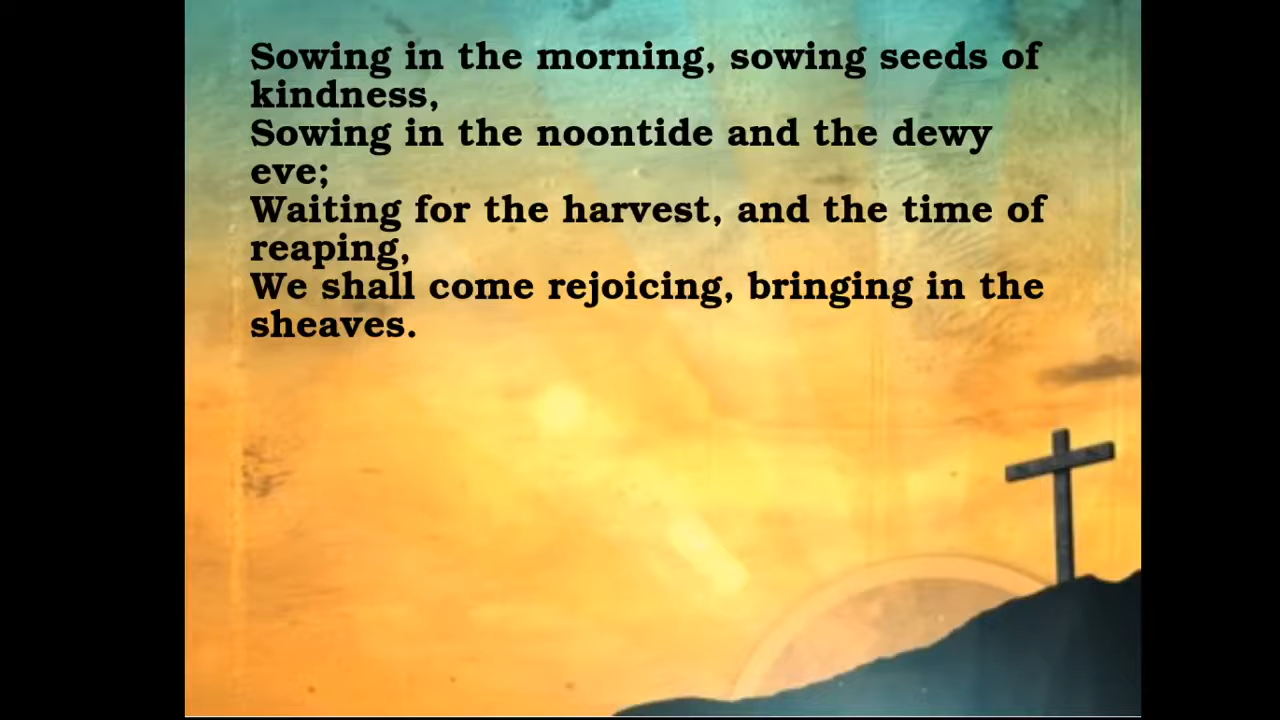 Sowing in the morning, sowing seeds of
kindness,
Sowing in the noontide and the dewy
eve;
Waiting for the harvest, and the time of
reaping,
We shall come rejoicing, bringing in the
sheaves.